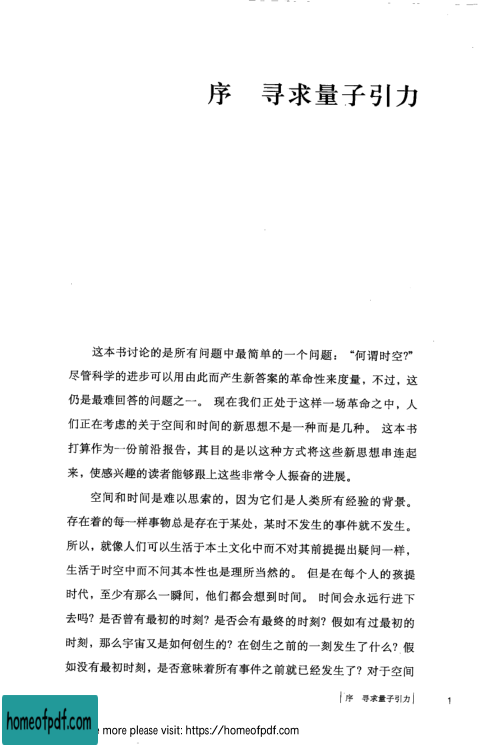 序 寻求量子引力
这本书讨论的是所有问题中最简单的一个问题：“何谓时空?”
尽管科学的进步可以用由此而产生新答案的革命性来度量，不过，这
仍是最难回答的问题之一。 现在我们正处于这样一场革命之中，人
们正在考虑的关于空间和时间的新思想不是一种而是几种。 这本书
打算作为一份前沿报告，其目的是以这种方式将这些新思想串连起
来，使感兴趣的读者能够跟上这些非常令人振奋的进展。
空间和时间是难以思索的，因为它们是人类所有经验的背景。
存在着的每一样事物总是存在于某处，某时不发生的事件就不发生。
所以，就像人们可以生活于本土文化中而不对其前提提出疑问一样，
生活于时空中而不问其本性也是理所当然的。 但是在每个人的孩提
时代，至少有那么一瞬间，他们都会想到时间。 时间会永远行进下
去吗? 是否曾有最初的时刻? 是否会有最终的时刻? 假如有过最初的
时刻，那么宇宙又是如何创生的? 在创生之前的一刻发生了什么? 假
如没有最初时刻，是否意味着所有事件之前就已经发生了? 对于空间
序 寻求量子引力 1
homeofpdf.com
more please visit: https://homeofpdf.com